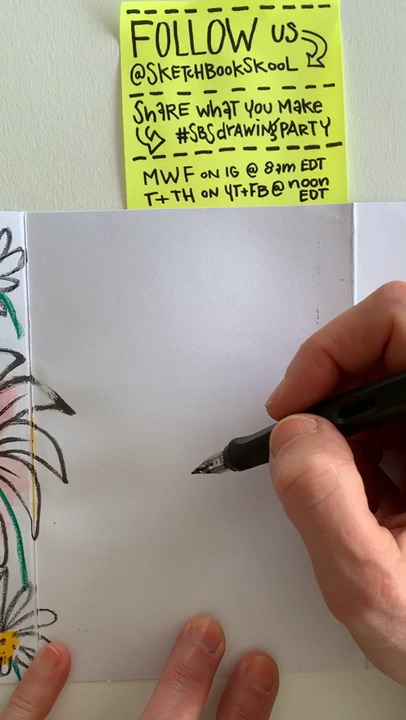 FOLLOW US
@SKETCHBOOKSKOOL
SHARE WHAT YOU MAKE
#SBSdrawingPARTY
MWF ON IG @ 8am EDT
T+TH ON YT+FB @ noon
EDT